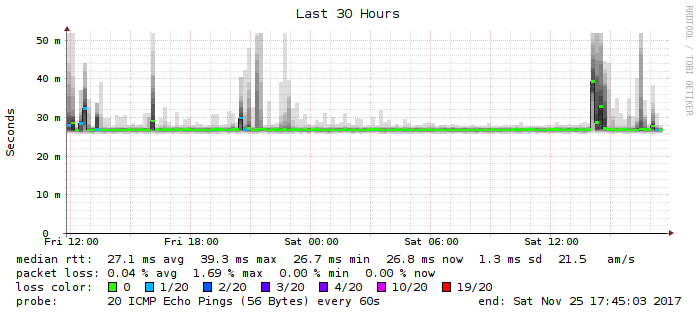 Last 30 Hours
RRDTOOL / TOBI OETIKER
Seconds
50 m
40 m
30 m
20 m
10 m
0
Fri 12:00 Fri 18:00 Sat 00:00 Sat 06:00 Sat 12:00
median rtt: 27.1 ms avg 39.3 ms max 26.7 ms min 26.8 ms now 1.3 ms sd 21.5 am/s
packet loss: 0.04 % avg 1.69 % max 0.00 % min 0.00 % now
loss color: 0 1/20 2/20 3/20 4/20 10/20 19/20
probe: 20 ICMP Echo Pings (56 Bytes) every 60s end: Sat Nov 25 17:45:03 2017